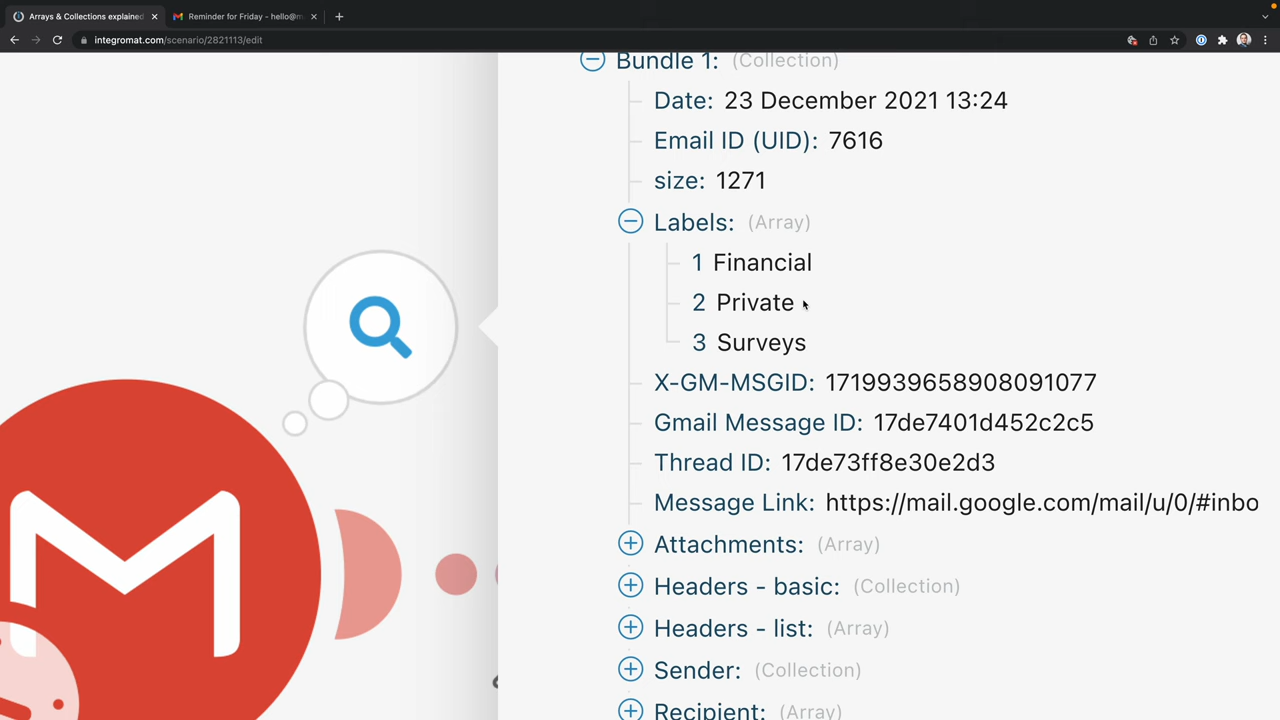 Arrays & Collections explained
Reminder for Friday - hello@m
integromat.com/scenario/2821113/edit
Bundle 1: (Collection)
Date: 23 December 2021 13:24
Email ID (UID): 7616
size: 1271
Labels: (Array)
1 Financial
2 Private
3 Surveys
X-GM-MSGID: 1719939658908091077
Gmail Message ID: 17de7401d452c2c5
Thread ID: 17de73ff8e30e2d3
Message Link: https://mail.google.com/mail/u/0/#inbo
Attachments: (Array)
Headers - basic: (Collection)
Headers - list: (Array)
Sender: (Collection)
Recipient: (Array)